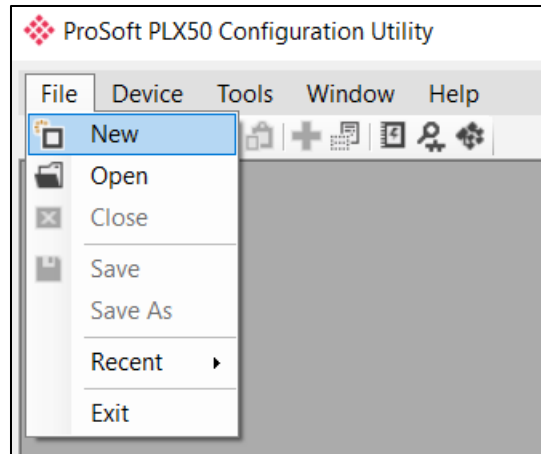 ProSoft PLX50 Configuration Utility
File Device Tools Window Help
New
Open
Close
Save
Save As
Recent
Exit